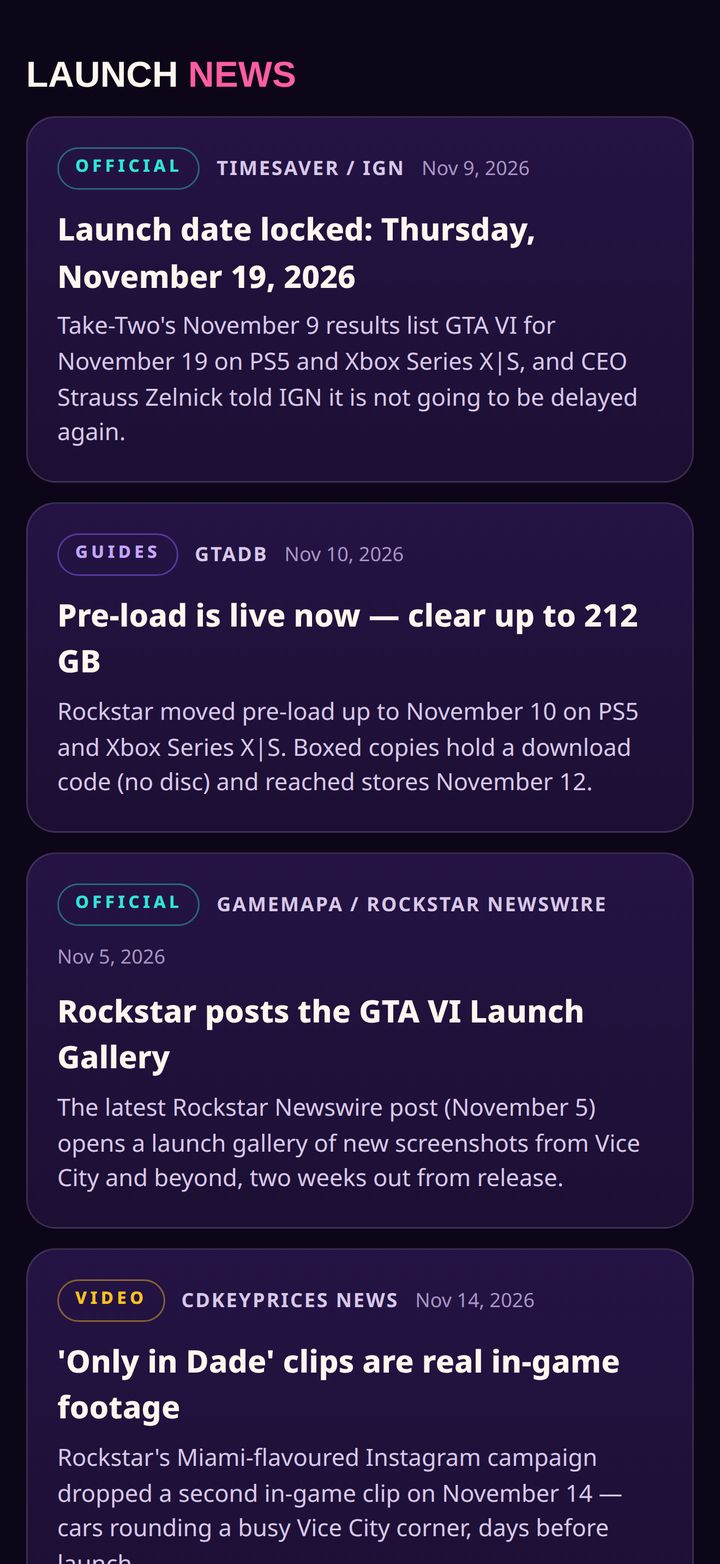 LAUNCH NEWS
OFFICIAL TIMESAVER / IGN Nov 9, 2026
Launch date locked: Thursday,
November 19, 2026
Take-Two's November 9 results list GTA VI for
November 19 on PS5 and Xbox Series X|S, and CEO
Strauss Zelnick told IGN it is not going to be delayed
again.
GUIDES GTADB Nov 10, 2026
Pre-load is live now — clear up to 212
GB
Rockstar moved pre-load up to November 10 on PS5
and Xbox Series X|S. Boxed copies hold a download
code (no disc) and reached stores November 12.
OFFICIAL GAMEMAPA / ROCKSTAR NEWSWIRE
Nov 5, 2026
Rockstar posts the GTA VI Launch
Gallery
The latest Rockstar Newswire post (November 5)
opens a launch gallery of new screenshots from Vice
City and beyond, two weeks out from release.
VIDEO CDKEYPRICES NEWS Nov 14, 2026
'Only in Dade' clips are real in-game
footage
Rockstar's Miami-flavoured Instagram campaign
dropped a second in-game clip on November 14 —
cars rounding a busy Vice City corner, days before
launch.